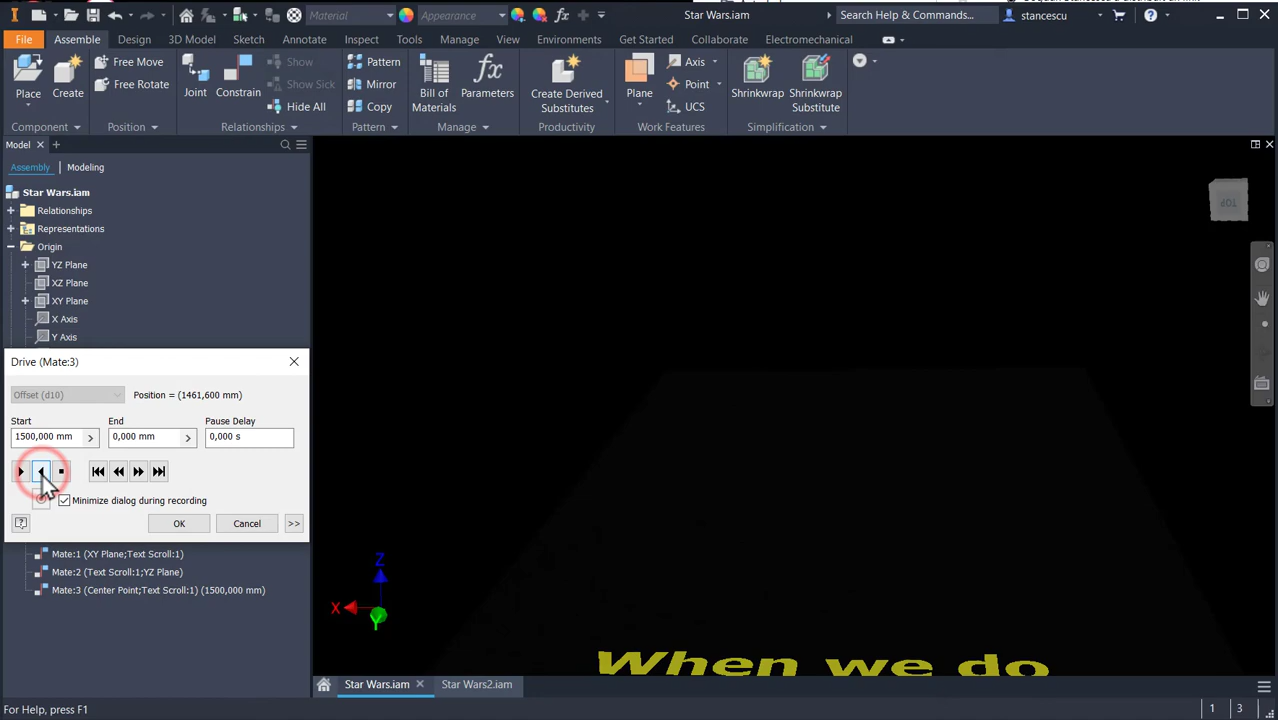 Material
Appearance
Star Wars.iam
Search Help & Commands...
stancescu
File
Assemble
Design
3D Model
Sketch
Annotate
Inspect
Tools
Manage
View
Environments
Get Started
Collaborate
Electromechanical
Place
Create
Free Move
Free Rotate
Joint
Constrain
Show
Show Sick
Hide All
Pattern
Mirror
Copy
Bill of
Materials
Parameters
Create Derived
Substitutes
Plane
Axis
Point
UCS
Shrinkwrap
Shrinkwrap
Substitute
Component
Position
Relationships
Pattern
Manage
Productivity
Work Features
Simplification
Model
Assembly
Modeling
Star Wars.iam
Relationships
Representations
Origin
YZ Plane
XZ Plane
XY Plane
X Axis
Y Axis
Drive (Mate:3)
Offset (d10)
Position = (1461,600 mm)
Start
End
Pause Delay
1500,000 mm
0,000 mm
0,000 s
Minimize dialog during recording
OK
Cancel
>>
Mate:1 (XY Plane;Text Scroll:1)
Mate:2 (Text Scroll:1;YZ Plane)
Mate:3 (Center Point;Text Scroll:1) (1500,000 mm)
TOP
Z
X
Y
When we do
Star Wars.iam
Star Wars2.iam
For Help, press F1
1
3